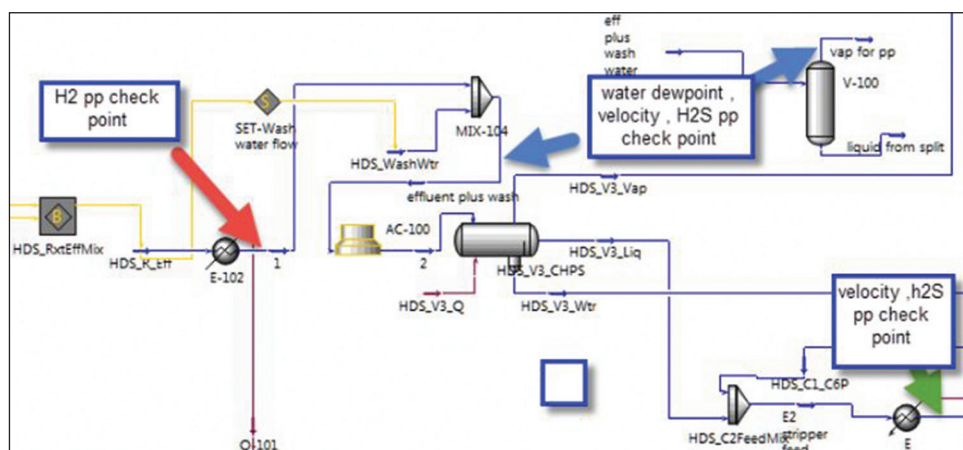 eff
plus
wash
water
vap for pp
V-100
liquid from split
H2 pp check
point
water dewpoint ,
velocity , H2S pp
check point
S
SET-Wash
water flow
MIX-104
HDS_WashWtr
HDS_V3_Vap
effluent plus wash
B
HDS_RxtEffMix
HDS_R_Eff
E-102
1
AC-100
2
HDS_V3_CHPS
HDS_V3_Liq
HDS_V3_Q
HDS_V3_Wtr
velocity ,h2S
pp check
point
HDS_C1_C6P
HDS_C2FeedMix
E2
stripper
feed
E
Q-101